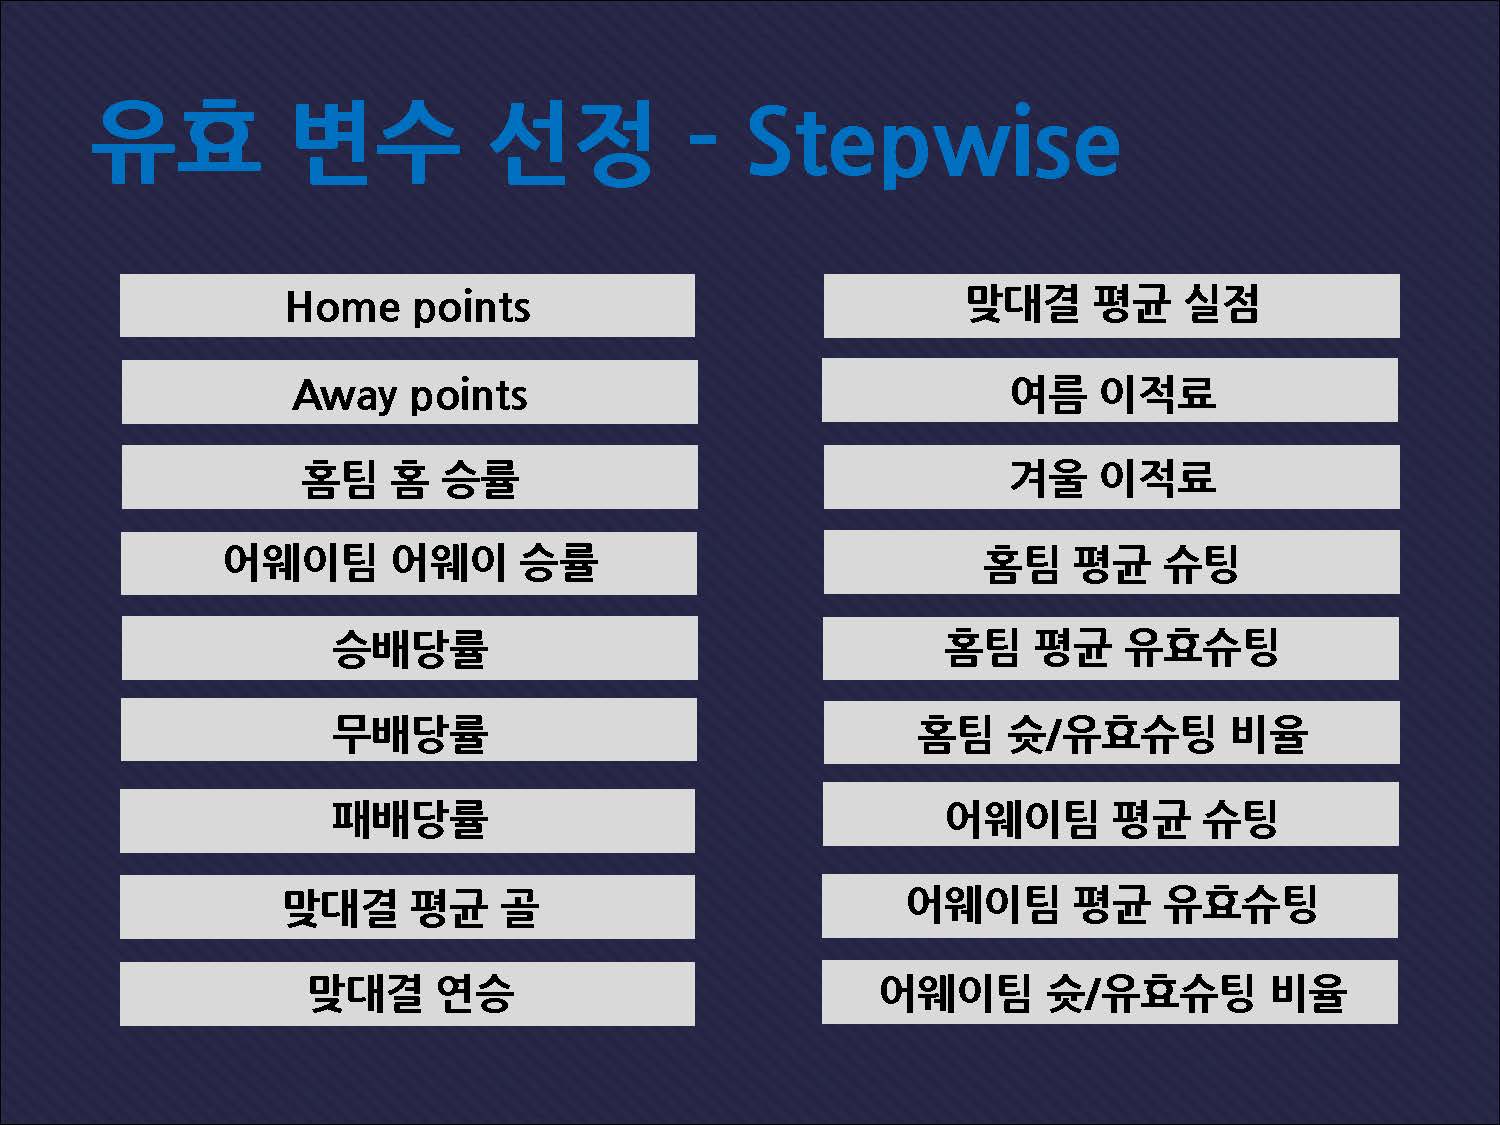 유효 변수 선정 - Stepwise
Home points
Away points
홈팀 홈 승률
어웨이팀 어웨이 승률
승배당률
무배당률
패배당률
맞대결 평균 골
맞대결 연승
맞대결 평균 실점
여름 이적료
겨울 이적료
홈팀 평균 슈팅
홈팀 평균 유효슈팅
홈팀 슛/유효슈팅 비율
어웨이팀 평균 슈팅
어웨이팀 평균 유효슈팅
어웨이팀 슛/유효슈팅 비율